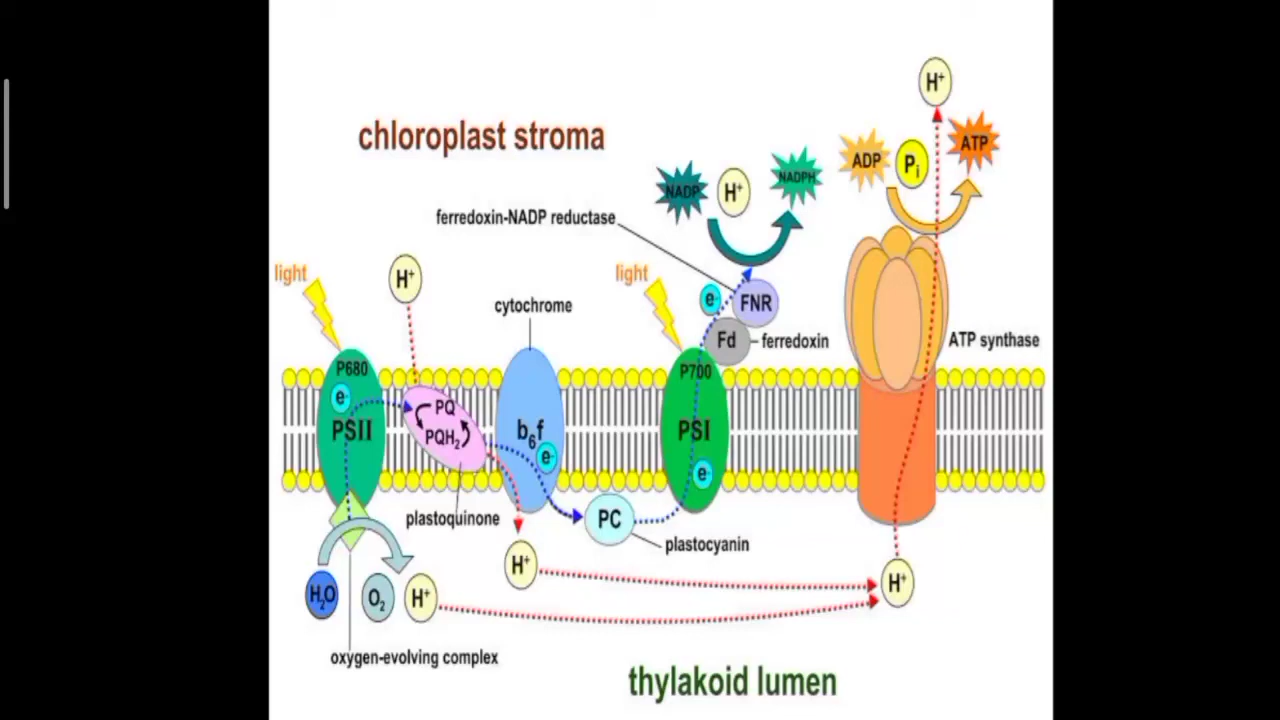 H⁺
chloroplast stroma
ADP
Pᵢ
ATP
NADP
H⁺
NADPH
ferredoxin-NADP reductase
light
H⁺
light
cytochrome
e⁻
FNR
Fd
ferredoxin
ATP synthase
P680
e⁻
PSII
PQ
PQH₂
b₆f
e⁻
P700
PSI
e⁻
plastoquinone
PC
plastocyanin
H⁺
H⁺
H₂O
O₂
H⁺
oxygen-evolving complex
thylakoid lumen